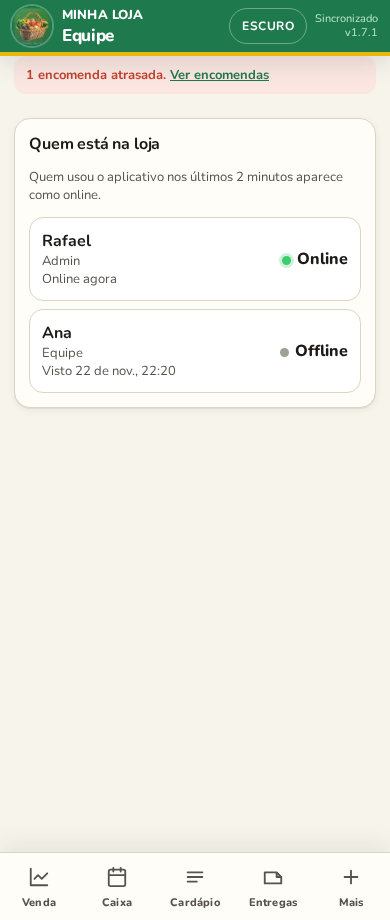 MINHA LOJA
Equipe
ESCURO
Sincronizado
v1.7.1
1 encomenda atrasada. Ver encomendas
Quem está na loja
Quem usou o aplicativo nos últimos 2 minutos aparece
como online.
Rafael
Admin
Online agora
Online
Ana
Equipe
Visto 22 de nov., 22:20
Offline
Venda
Caixa
Cardápio
Entregas
Mais